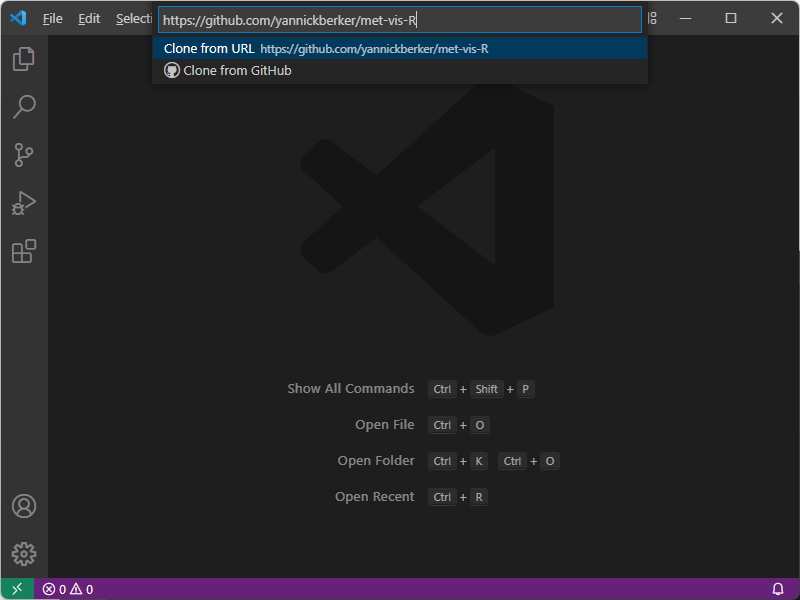 File Edit Selecti
https://github.com/yannickberker/met-vis-R
Clone from URL https://github.com/yannickberker/met-vis-R
Clone from GitHub
Show All Commands Ctrl + Shift + P
Open File Ctrl + O
Open Folder Ctrl + K Ctrl + O
Open Recent Ctrl + R
0 0